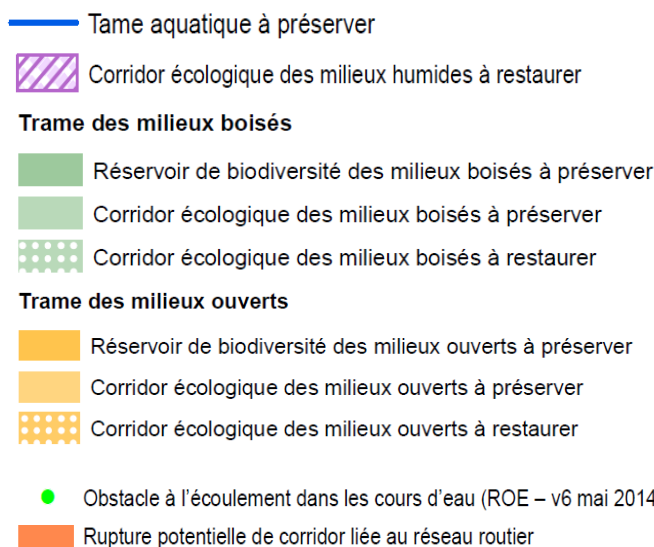 Tame aquatique à préserver
Corridor écologique des milieux humides à restaurer
Trame des milieux boisés
Réservoir de biodiversité des milieux boisés à préserver
Corridor écologique des milieux boisés à préserver
Corridor écologique des milieux boisés à restaurer
Trame des milieux ouverts
Réservoir de biodiversité des milieux ouverts à préserver
Corridor écologique des milieux ouverts à préserver
Corridor écologique des milieux ouverts à restaurer
Obstacle à l'écoulement dans les cours d'eau (ROE – v6 mai 2014
Rupture potentielle de corridor liée au réseau routier